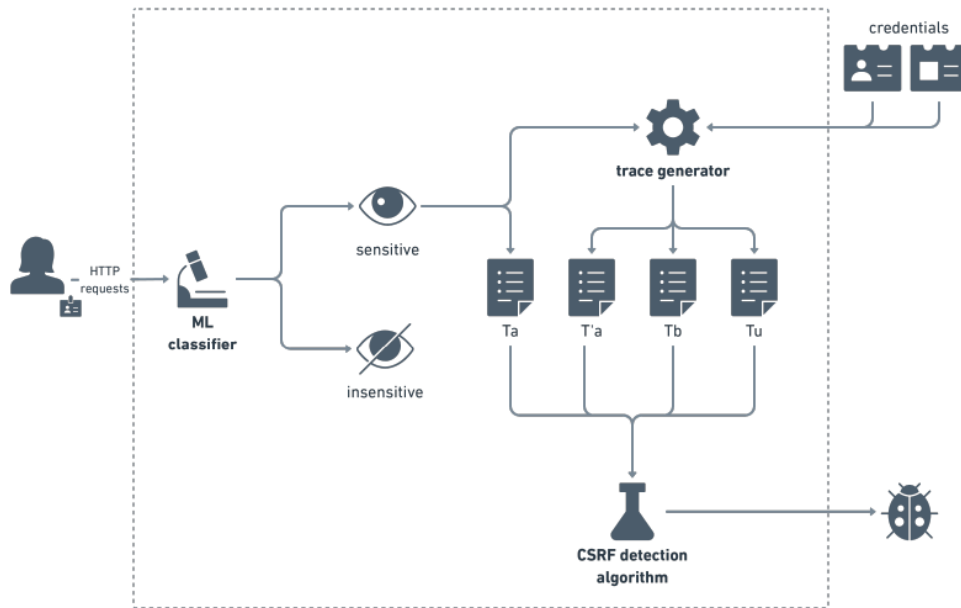 credentials
trace generator
sensitive
HTTP
requests
ML
classifier
Ta
T'a
Tb
Tu
insensitive
CSRF detection
algorithm